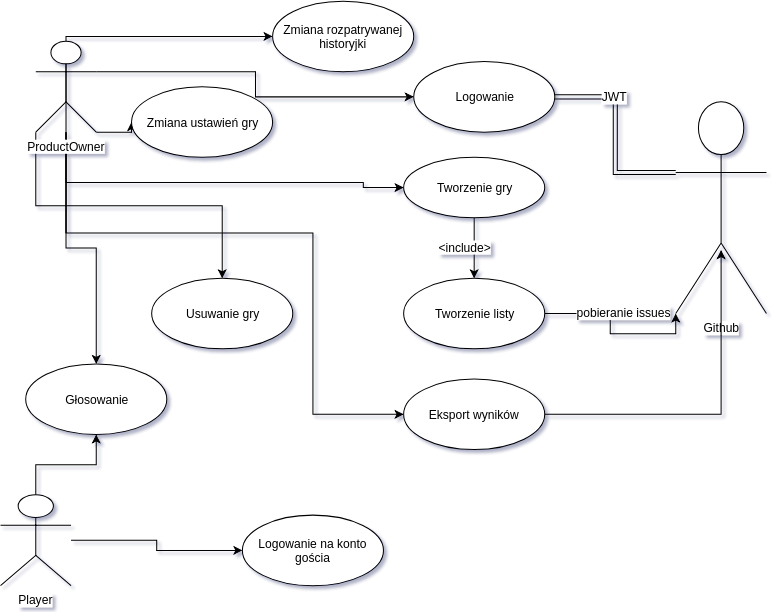 Zmiana rozpatrywanej
historyjki
Logowanie
JWT
Zmiana ustawień gry
ProductOwner
Tworzenie gry
<include>
Usuwanie gry
Tworzenie listy
pobieranie issues
Github
Głosowanie
Eksport wyników
Logowanie na konto
gościa
Player